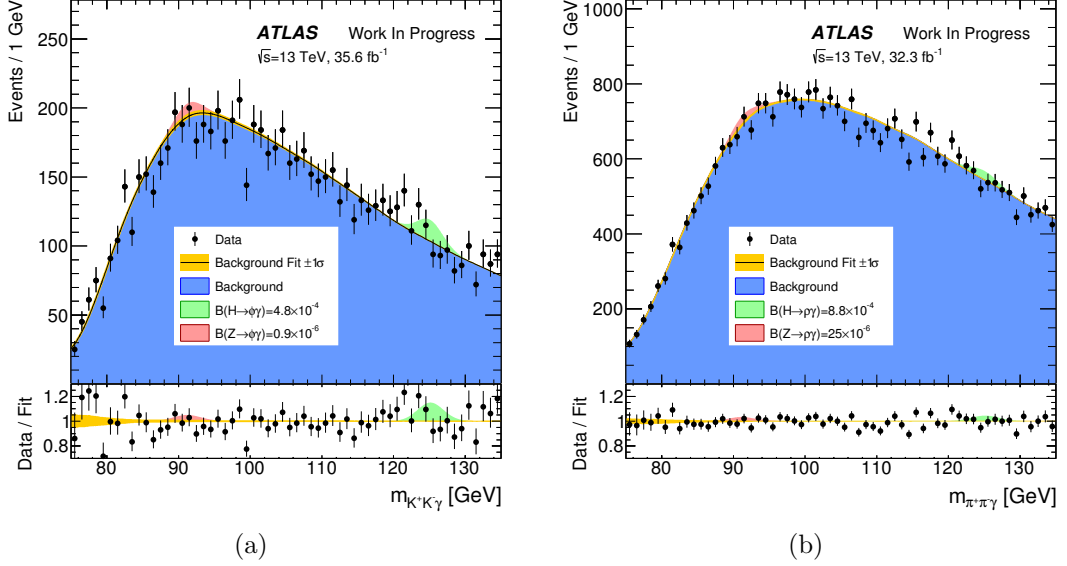 Events / 1 GeV
250
200
150
100
50
ATLAS Work In Progress
√s=13 TeV, 35.6 fb⁻¹
Data
Background Fit ±1σ
Background
B(H→φγ)=4.8×10⁻⁴
B(Z→φγ)=0.9×10⁻⁶
Data / Fit
1.2
1
0.8
80 90 100 110 120 130
m_K⁺K⁻γ [GeV]
(a)
Events / 1 GeV
1000
800
600
400
200
ATLAS Work In Progress
√s=13 TeV, 32.3 fb⁻¹
Data
Background Fit ±1σ
Background
B(H→ργ)=8.8×10⁻⁴
B(Z→ργ)=25×10⁻⁶
Data / Fit
1.2
1
0.8
80 90 100 110 120 130
m_π⁺π⁻γ [GeV]
(b)